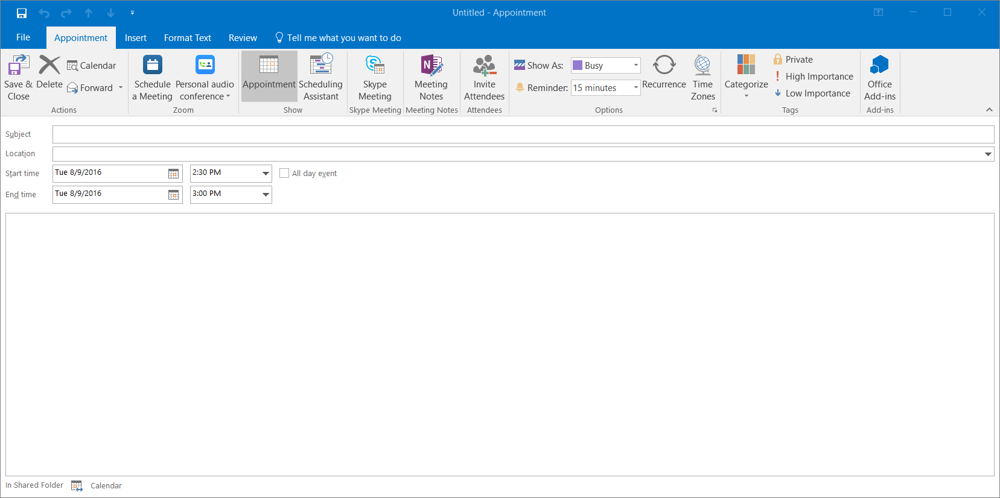 Untitled - Appointment
File Appointment Insert Format Text Review Tell me what you want to do
Save & Close
Delete
Calendar
Forward
Actions
Schedule a Meeting
Personal audio conference
Zoom
Appointment
Scheduling Assistant
Show
Skype Meeting
Skype Meeting
N
Meeting Notes
Meeting Notes
Invite Attendees
Attendees
Show As: Busy
Reminder: 15 minutes
Recurrence
Time Zones
Options
Categorize
Private
High Importance
Low Importance
Tags
Office Add-ins
Add-ins
Subject
Location
Start time Tue 8/9/2016 2:30 PM All day event
End time Tue 8/9/2016 3:00 PM
In Shared Folder Calendar